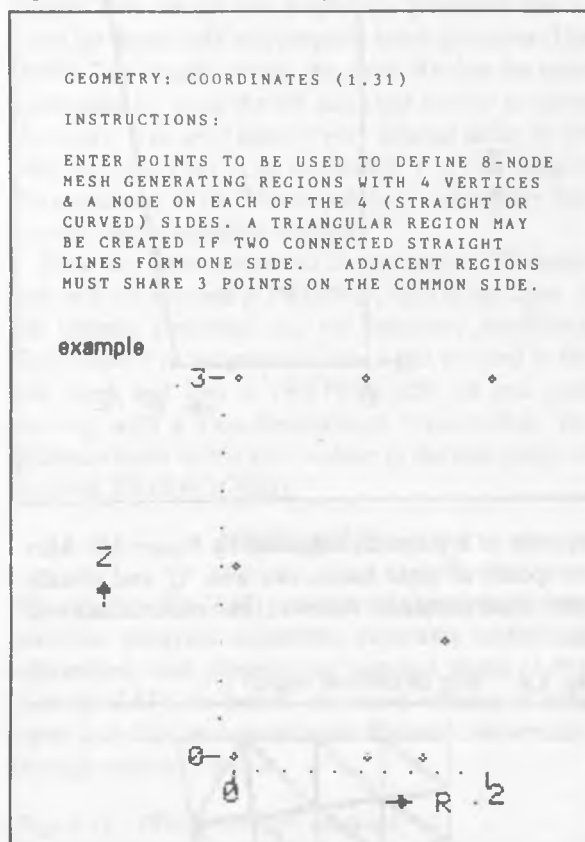 GEOMETRY: COORDINATES (1.31)
INSTRUCTIONS:
ENTER POINTS TO BE USED TO DEFINE 8-NODE
MESH GENERATING REGIONS WITH 4 VERTICES
& A NODE ON EACH OF THE 4 (STRAIGHT OR
CURVED) SIDES. A TRIANGULAR REGION MAY
BE CREATED IF TWO CONNECTED STRAIGHT
LINES FORM ONE SIDE. ADJACENT REGIONS
MUST SHARE 3 POINTS ON THE COMMON SIDE.
example
3
Z
0
0
2
R